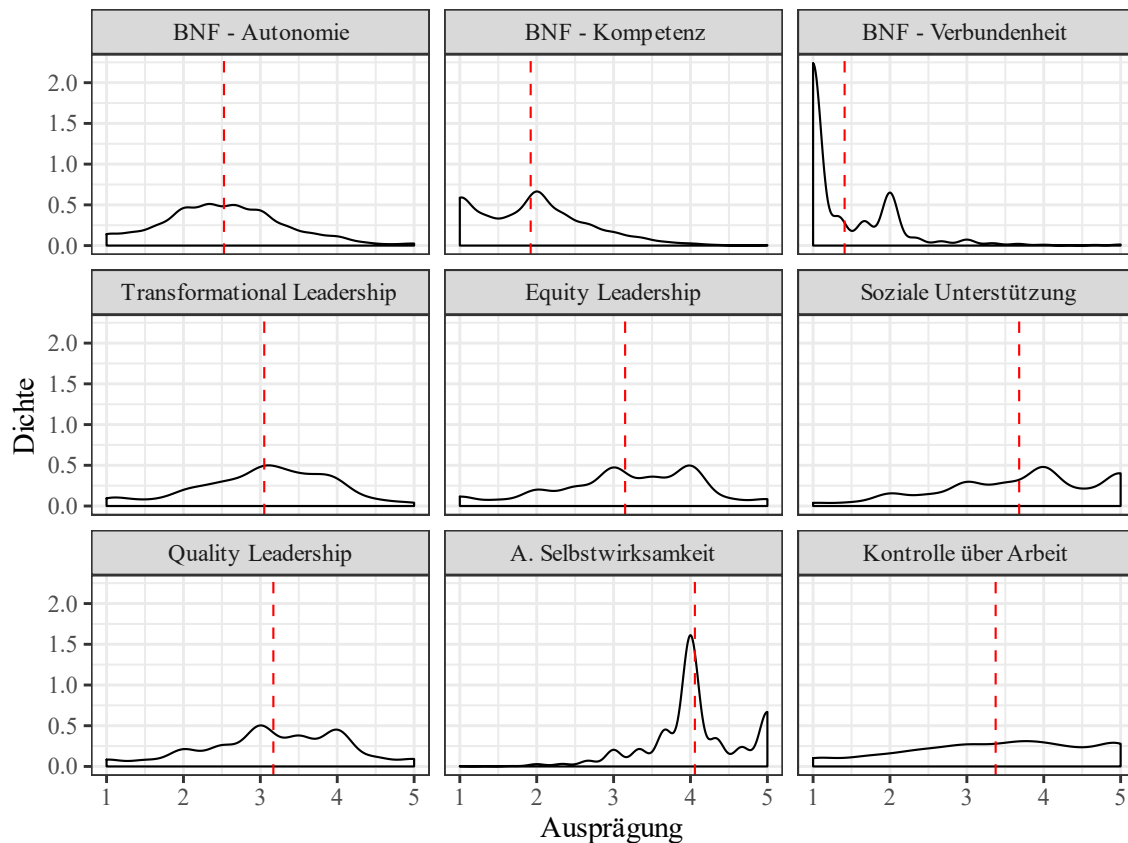 BNF - Autonomie
BNF - Kompetenz
BNF - Verbundenheit
2.0
1.5
1.0
0.5
0.0
Transformational Leadership
Equity Leadership
Soziale Unterstützung
2.0
1.5
1.0
0.5
0.0
Dichte
Quality Leadership
A. Selbstwirksamkeit
Kontrolle über Arbeit
2.0
1.5
1.0
0.5
0.0
1 2 3 4 5
1 2 3 4 5
1 2 3 4 5
Ausprägung